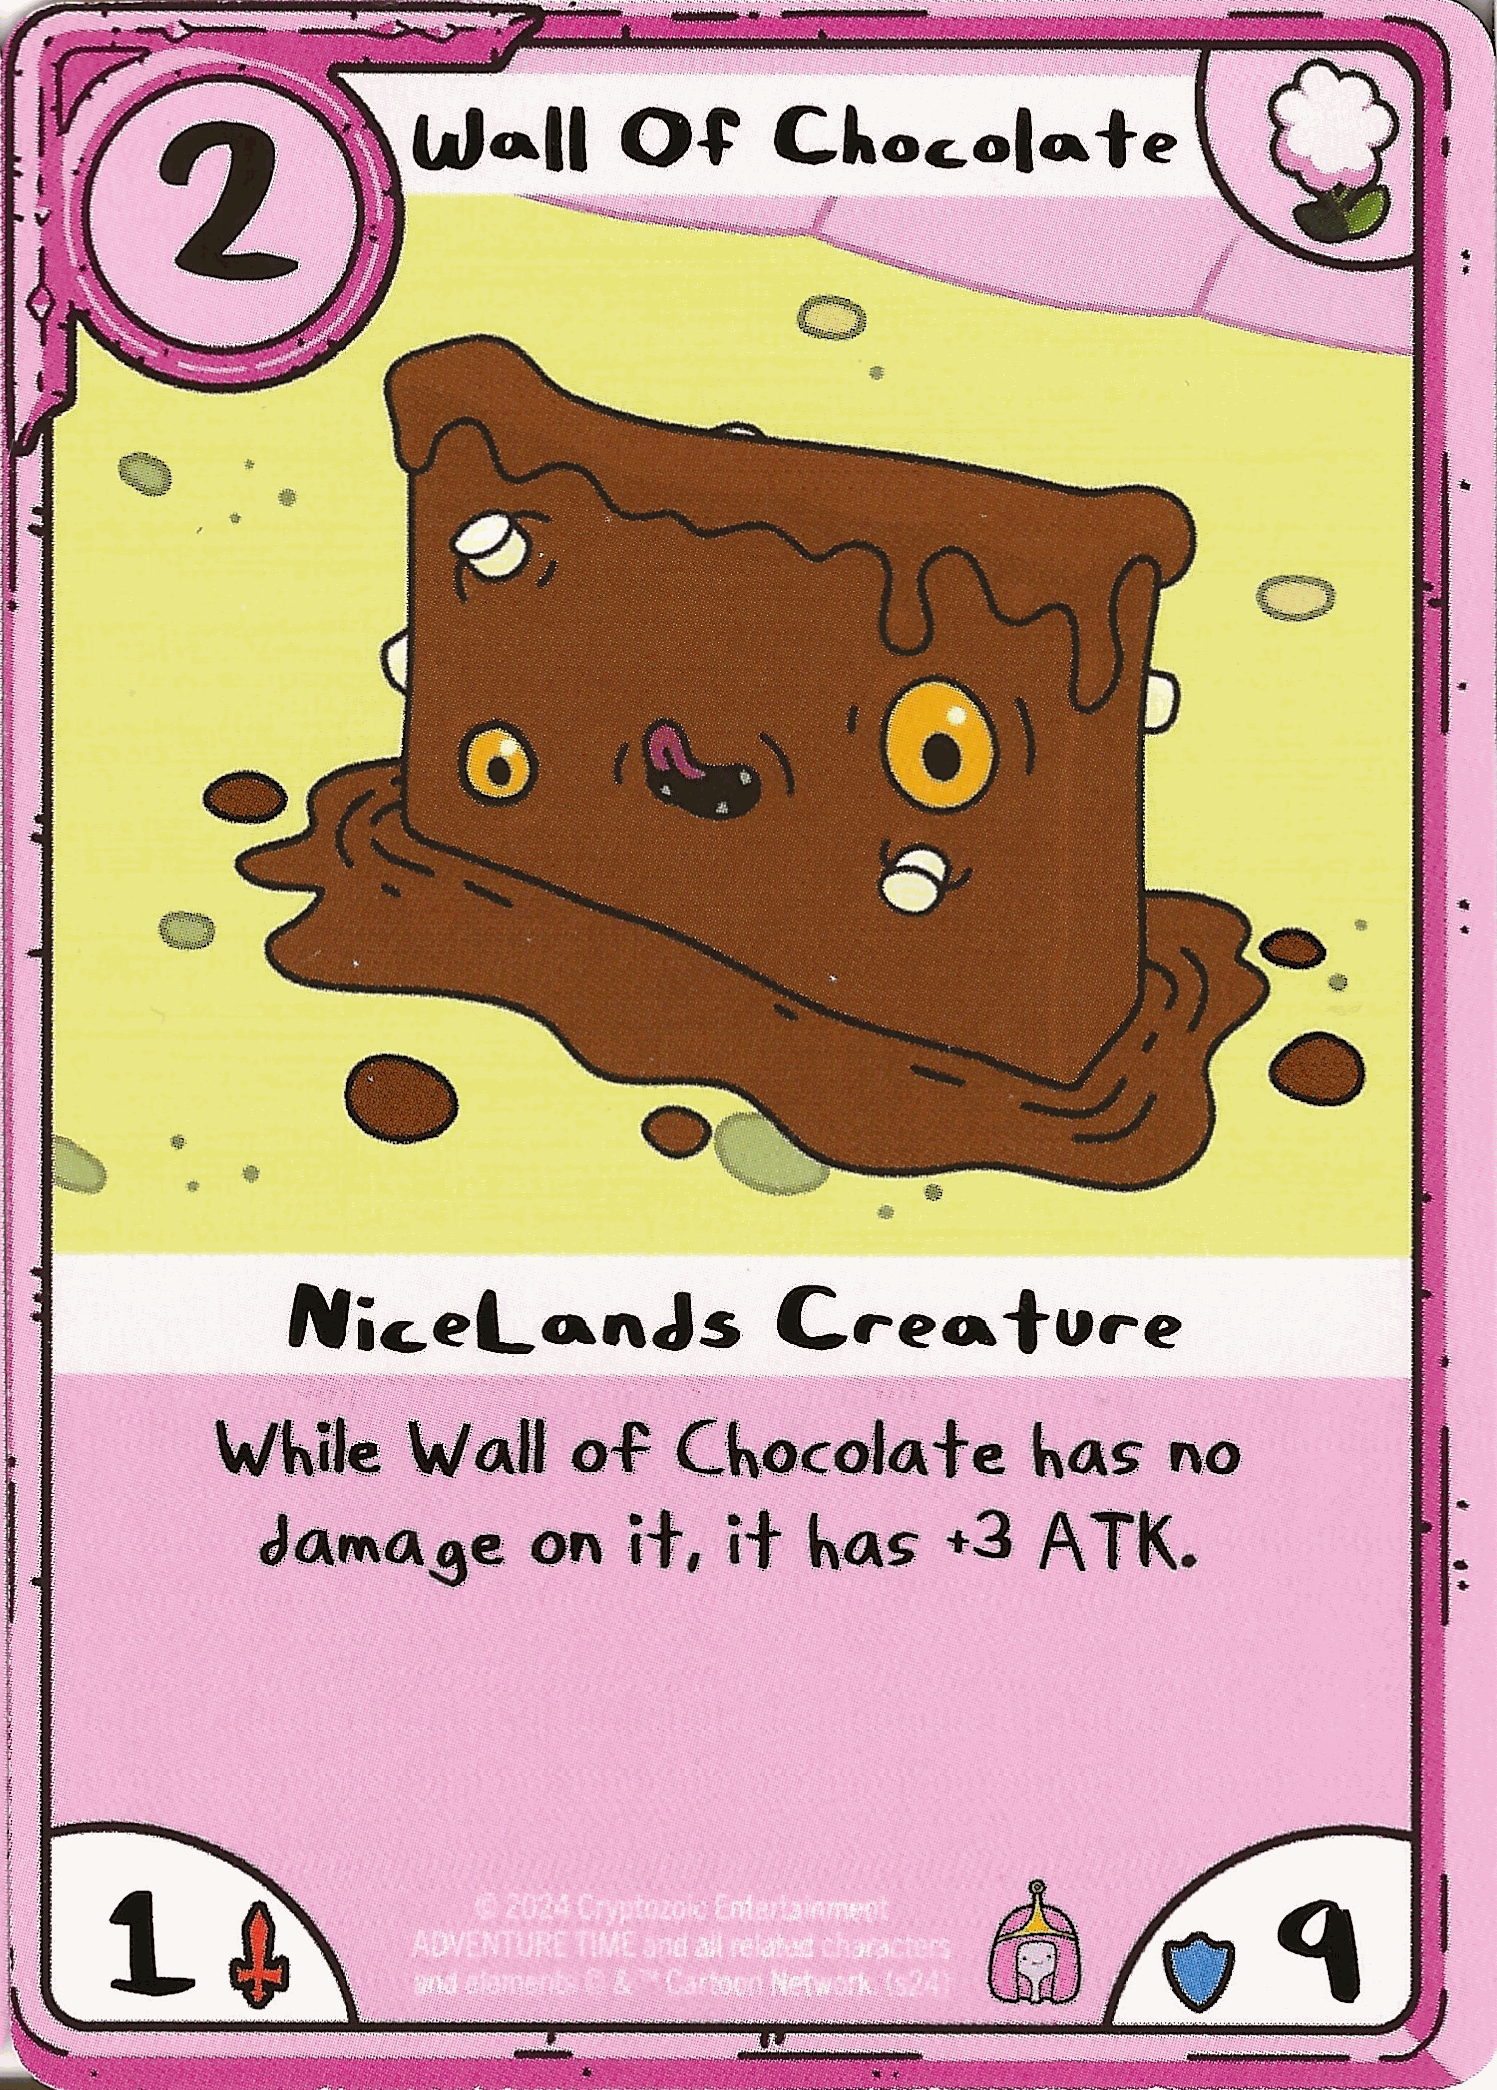 2
Wall Of Chocolate
NiceLands Creature
While Wall of Chocolate has no
damage on it, it has +3 ATK.
1
9
© 2024 Cryptozoic Entertainment
ADVENTURE TIME and all related characters
and elements © & ™ Cartoon Network. (s24)